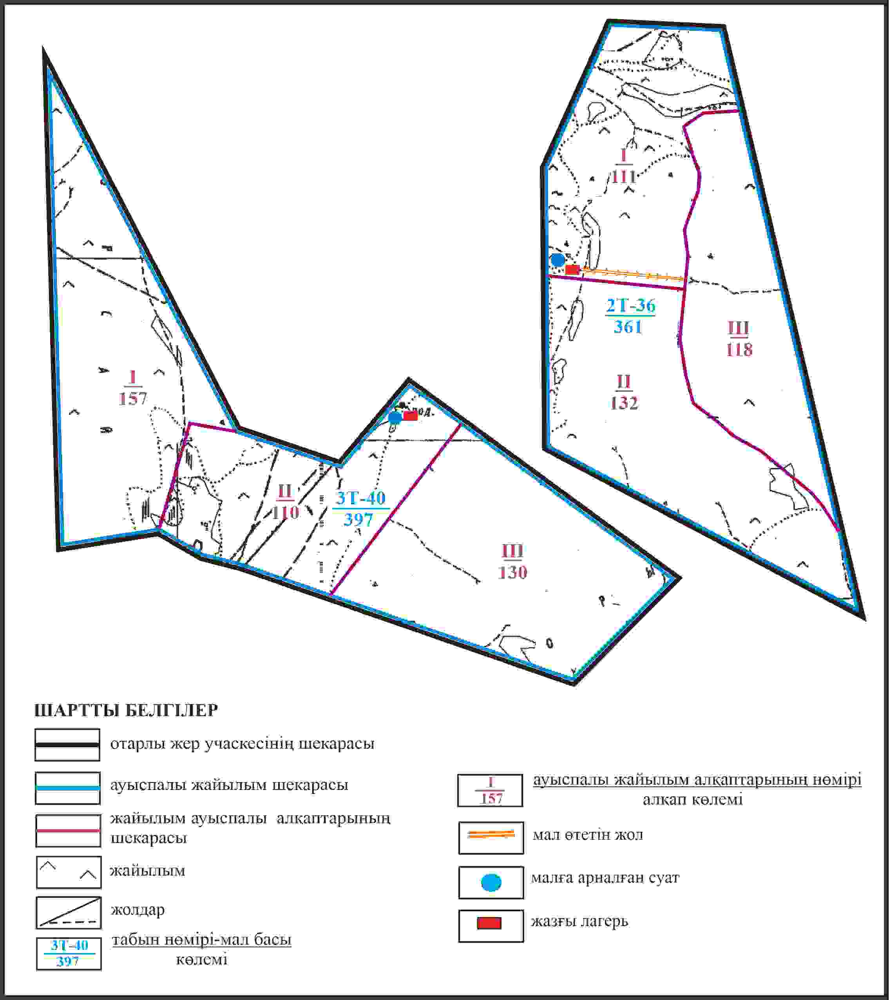 I
111
2Т-36
361
III
118
II
132
I
157
II
110
3Т-40
397
III
130
ШАРТТЫ БЕЛГІЛЕР
отарлы жер учаскесінің шекарасы
ауыспалы жайылым шекарасы
жайылым ауыспалы алқаптарының
шекарасы
жайылым
жолдар
3Т-40
397
табын нөмірі-мал басы
көлемі
I
157
ауыспалы жайылым алқаптарының нөмірі
алқап көлемі
мал өтетін жол
малға арналған суат
жазғы лагерь